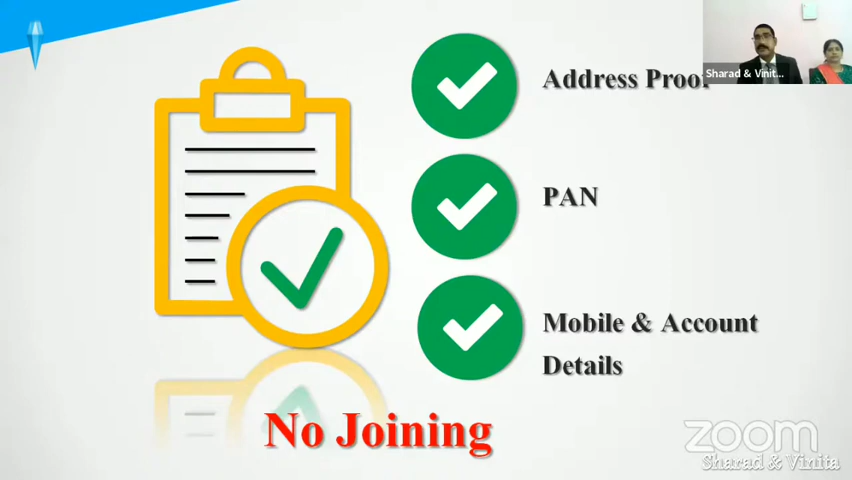 Address Proof
Sharad & Vinit...
PAN
Mobile & Account
Details
No Joining
zoom
Sharad & Vinita